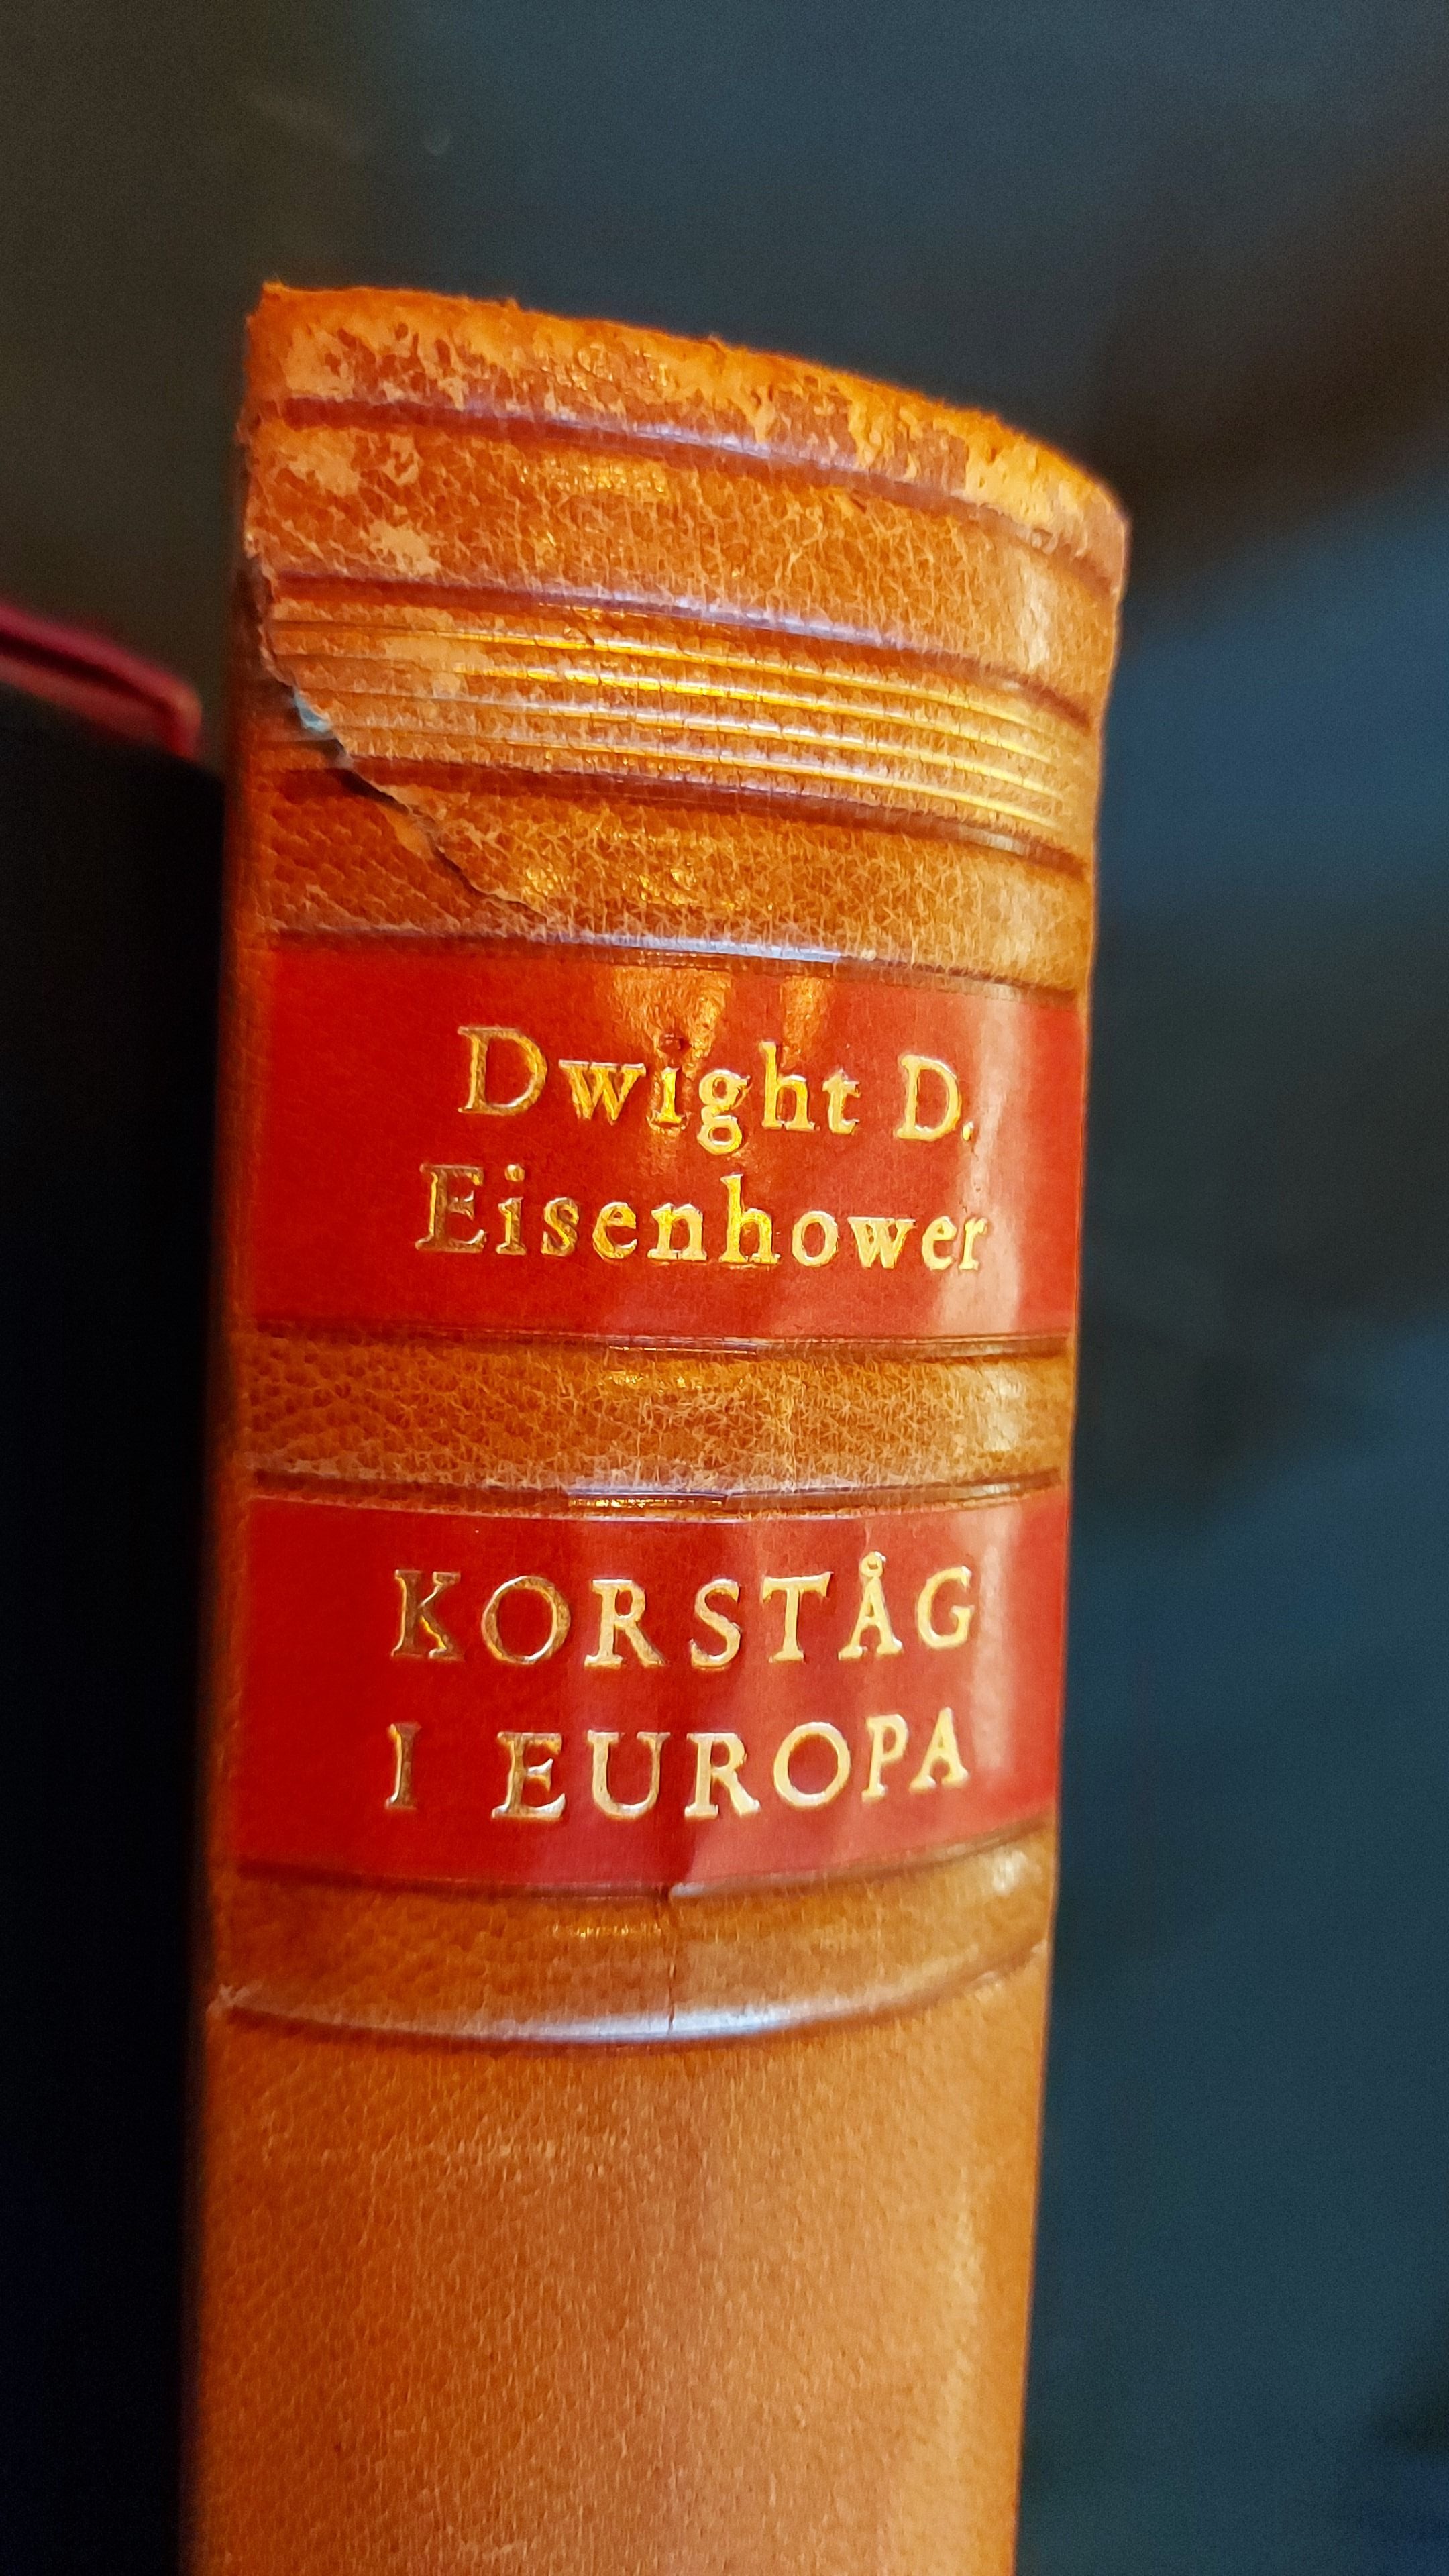 Dwight D.
Eisenhower
KORSTÅG
I EUROPA